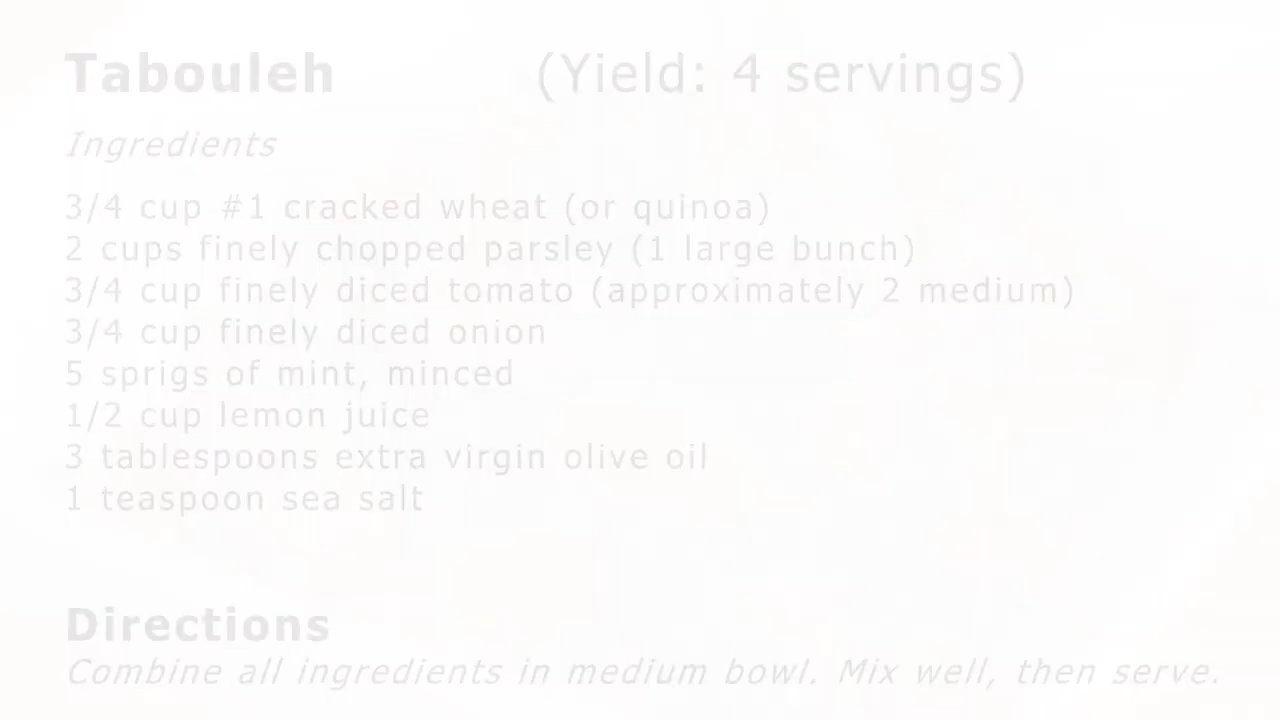 Tabouleh (Yield: 4 servings)
Ingredients
3/4 cup #1 cracked wheat (or quinoa)
2 cups finely chopped parsley (1 large bunch)
3/4 cup finely diced tomato (approximately 2 medium)
3/4 cup finely diced onion
5 sprigs of mint, minced
1/2 cup lemon juice
3 tablespoons extra virgin olive oil
1 teaspoon sea salt
Directions
Combine all ingredients in medium bowl. Mix well, then serve.